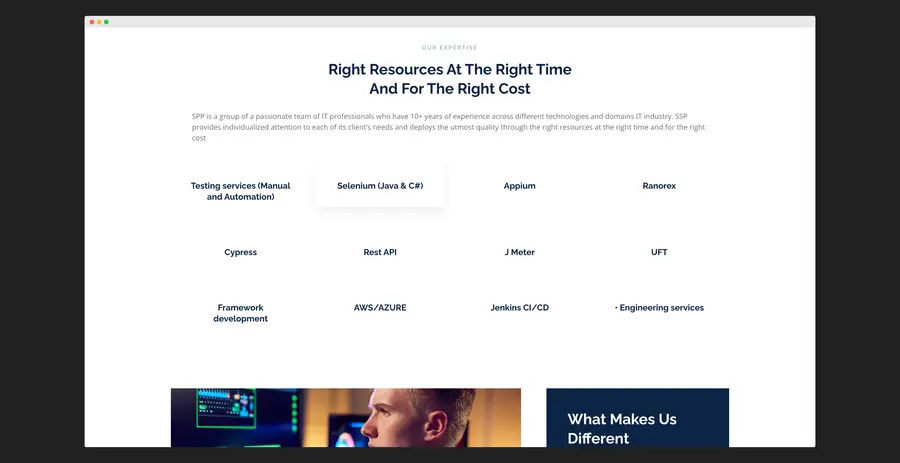 OUR EXPERTISE
Right Resources At The Right Time
And For The Right Cost
SPP is a group of a passionate team of IT professionals who have 10+ years of experience across different technologies and domains IT industry. SSP
provides individualized attention to each of its client's needs and deploys the utmost quality through the right resources at the right time and for the right
cost
Testing services (Manual
and Automation)
Selenium (Java & C#)
Appium
Ranorex
Cypress
Rest API
J Meter
UFT
Framework
development
AWS/AZURE
Jenkins CI/CD
• Engineering services
What Makes Us
Different